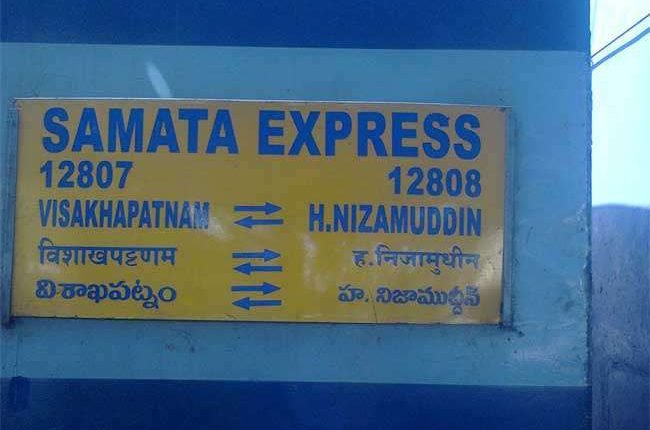 SAMATA EXPRESS
12807 12808
VISAKHAPATNAM H.NIZAMUDDIN
विशाखपट्टणम ह.निजामुधीन
విశాఖపట్నం హ. నిజాముద్దీన్